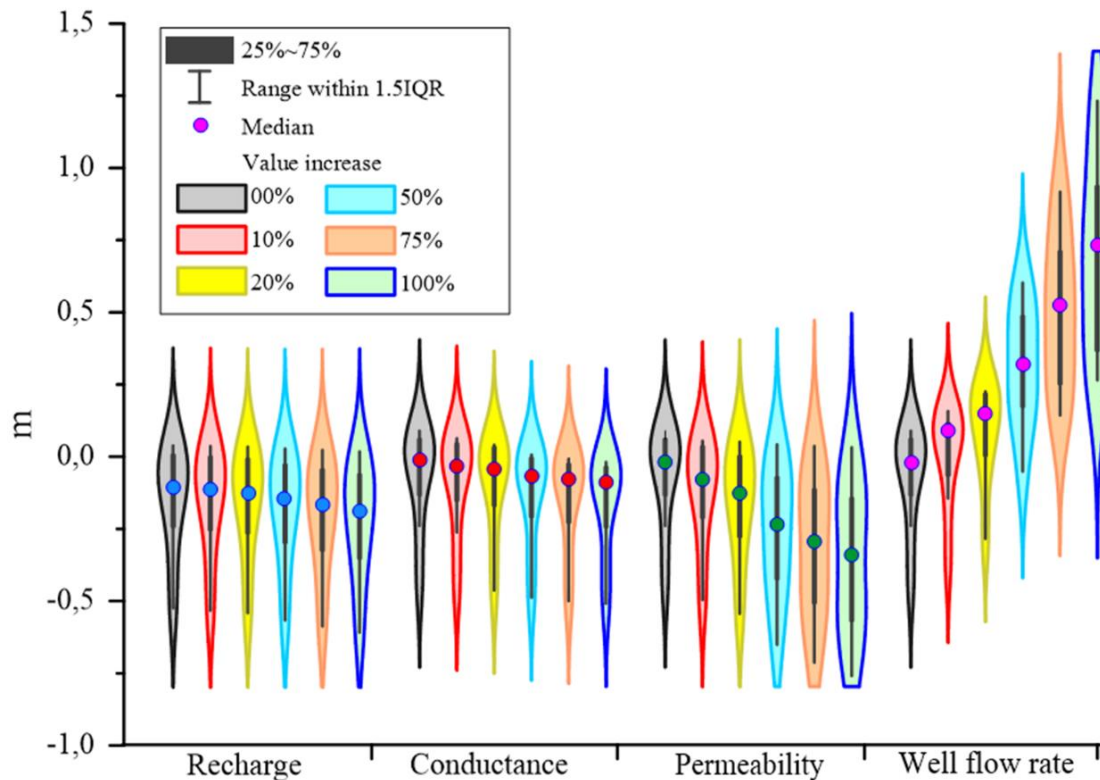 1,5
1,0
0,5
0,0
-0,5
-1,0
m
25%~75%
Range within 1.5IQR
Median
Value increase
00% 50%
10% 75%
20% 100%
Recharge Conductance Permeability Well flow rate